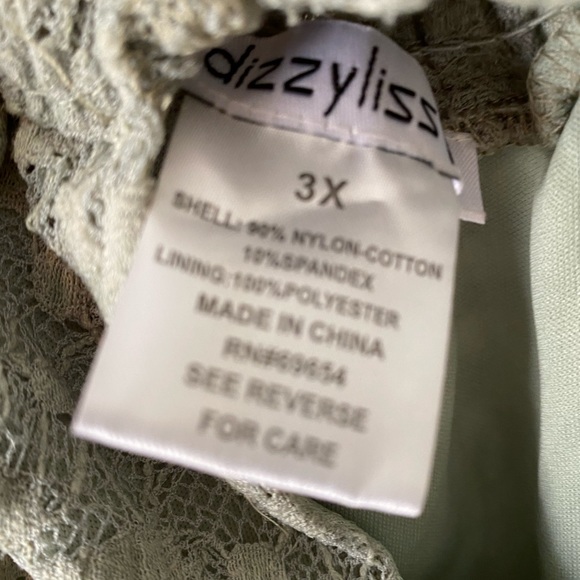 dizzyliss
3X
SHELL: 90% NYLON-COTTON
10%SPANDEX
LINING:100%POLYESTER
MADE IN CHINA
RN#69654
SEE REVERSE
FOR CARE